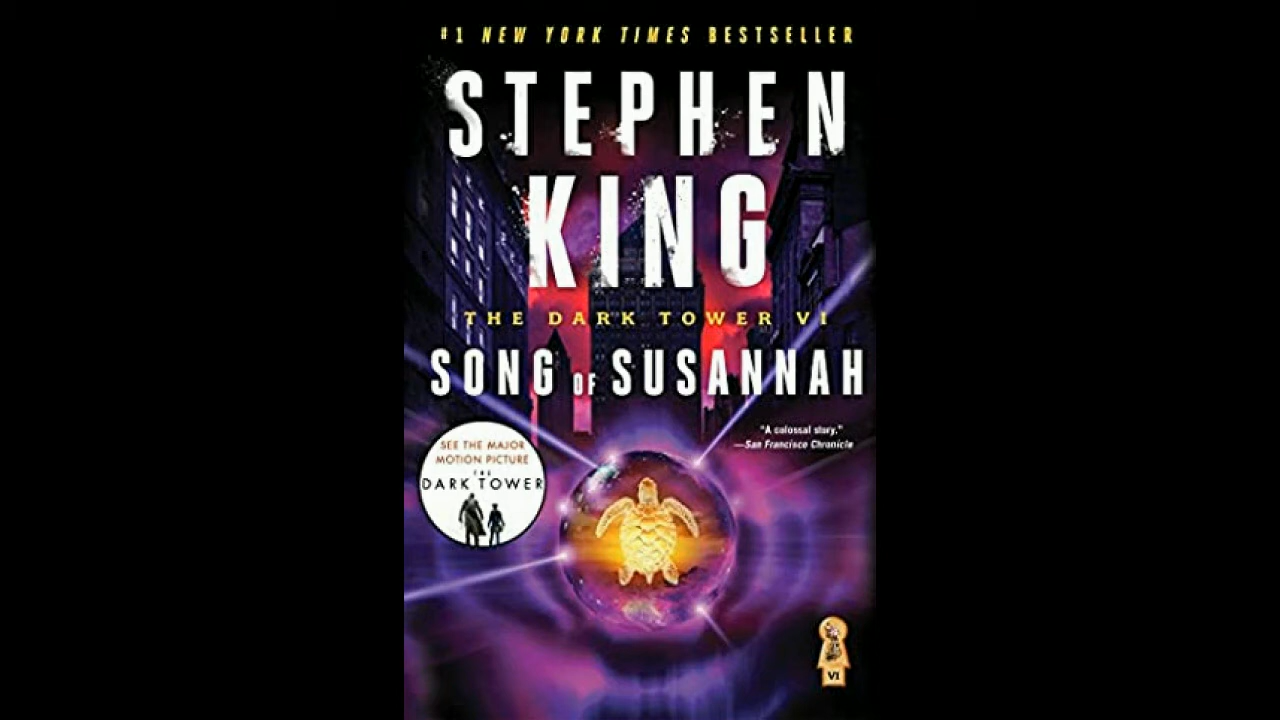 #1 NEW YORK TIMES BESTSELLER
STEPHEN
KING
THE DARK TOWER VI
SONG OF SUSANNAH
"A colossal story."
—San Francisco Chronicle
SEE THE MAJOR
MOTION PICTURE
THE
DARK TOWER
VI